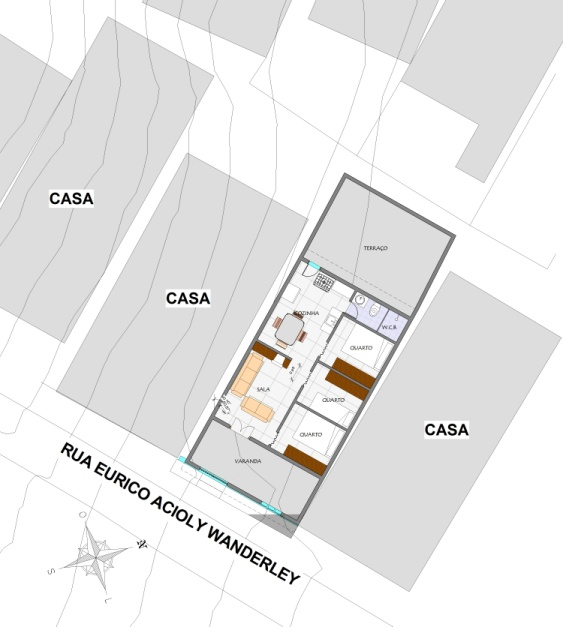 CASA
TERRAÇO
CASA
COZINHA
W.C.B
QUARTO
SALA
QUARTO
CASA
QUARTO
VARANDA
RUA EURICO ACIOLY WANDERLEY
O
N
S
L